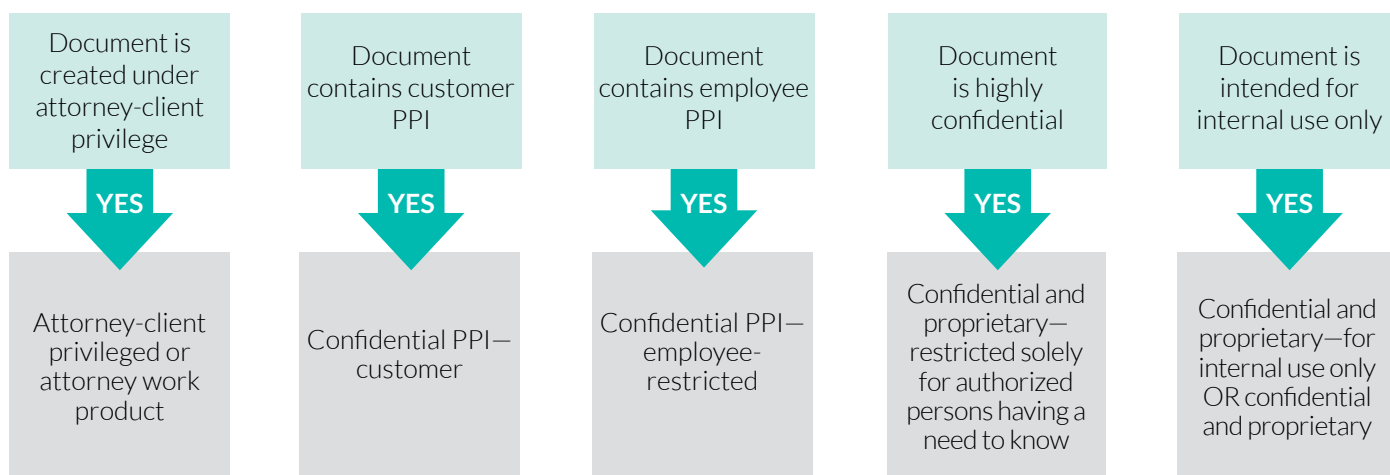 Document is
created under
attorney-client
privilege
Document
contains customer
PPI
Document
contains employee
PPI
Document
is highly
confidential
Document is
intended for
internal use only
YES
YES
YES
YES
YES
Attorney-client
privileged or
attorney work
product
Confidential PPI—
customer
Confidential PPI—
employee-
restricted
Confidential and
proprietary—
restricted solely
for authorized
persons having a
need to know
Confidential and
proprietary—for
internal use only
OR confidential
and proprietary